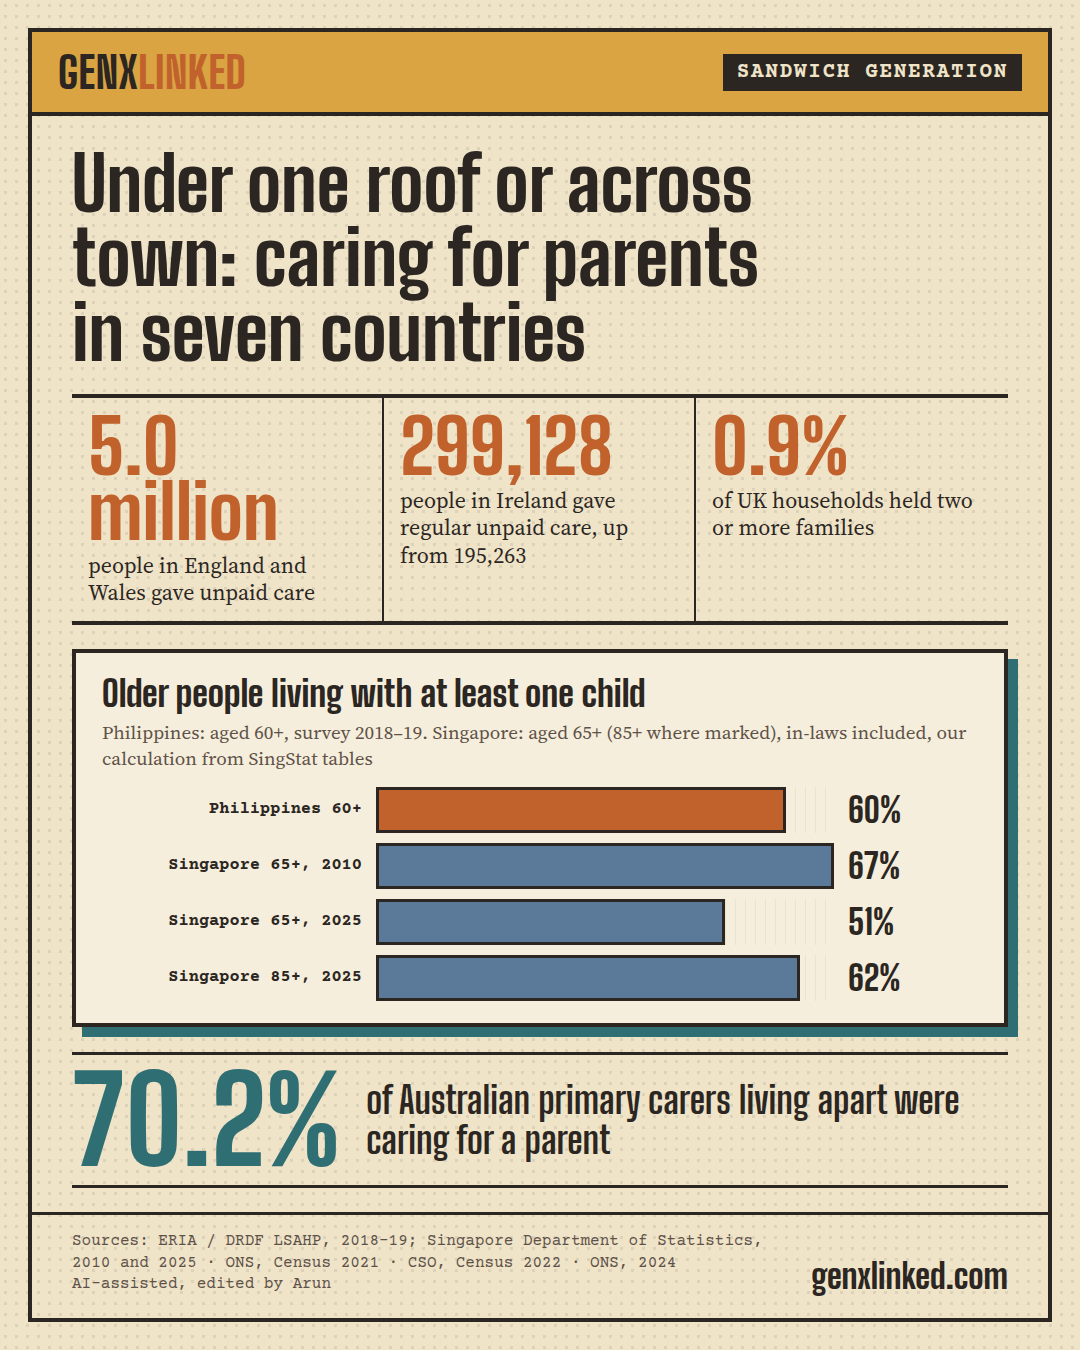 GENXLINKED
SANDWICH GENERATION
Under one roof or across
town: caring for parents
in seven countries
5.0
million
people in England and
Wales gave unpaid care
299,128
people in Ireland gave
regular unpaid care, up
from 195,263
0.9%
of UK households held two
or more families
Older people living with at least one child
Philippines: aged 60+, survey 2018–19. Singapore: aged 65+ (85+ where marked), in-laws included, our
calculation from SingStat tables
Philippines 60+ 60%
Singapore 65+, 2010 67%
Singapore 65+, 2025 51%
Singapore 85+, 2025 62%
70.2%
of Australian primary carers living apart were
caring for a parent
Sources: ERIA / DRDF LSAHP, 2018–19; Singapore Department of Statistics,
2010 and 2025 · ONS, Census 2021 · CSO, Census 2022 · ONS, 2024
AI-assisted, edited by Arun
genxlinked.com